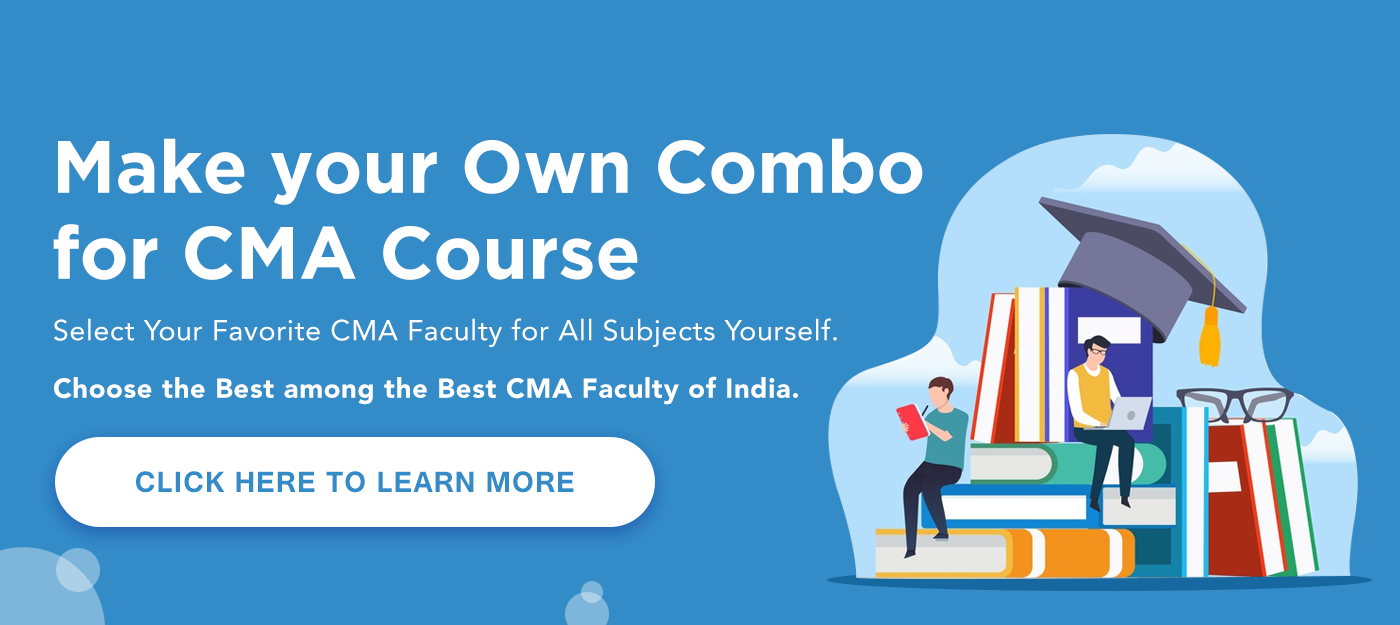 Make your Own Combo
for CMA Course
Select Your Favorite CMA Faculty for All Subjects Yourself.
Choose the Best among the Best CMA Faculty of India.
CLICK HERE TO LEARN MORE